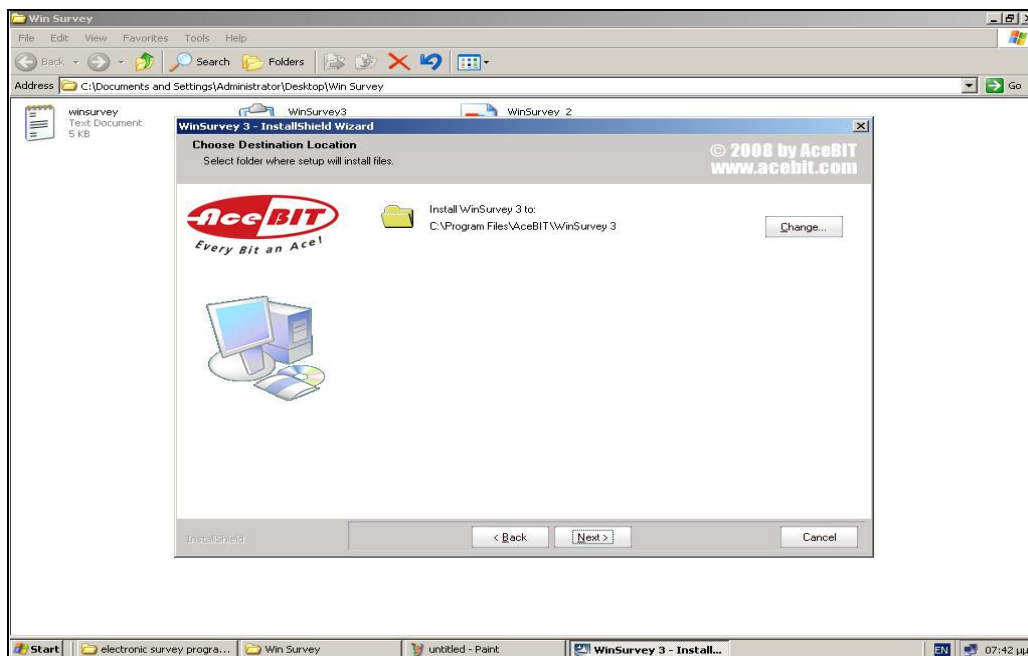 Win Survey
File Edit View Favorites Tools Help
Back Search Folders
Address C:\Documents and Settings\Administrator\Desktop\Win Survey Go
winsurvey
Text Document
5 KB
WinSurvey3
WinSurvey_2
WinSurvey 3 - InstallShield Wizard
Choose Destination Location
Select folder where setup will install files.
© 2008 by AceBIT
www.acebit.com
AceBIT
Every Bit an Ace!
Install WinSurvey 3 to:
C:\Program Files\AceBIT\WinSurvey 3
Change...
InstallShield
< Back Next > Cancel
Start electronic survey progra... Win Survey untitled - Paint WinSurvey 3 - Install... EN 07:42 μμ